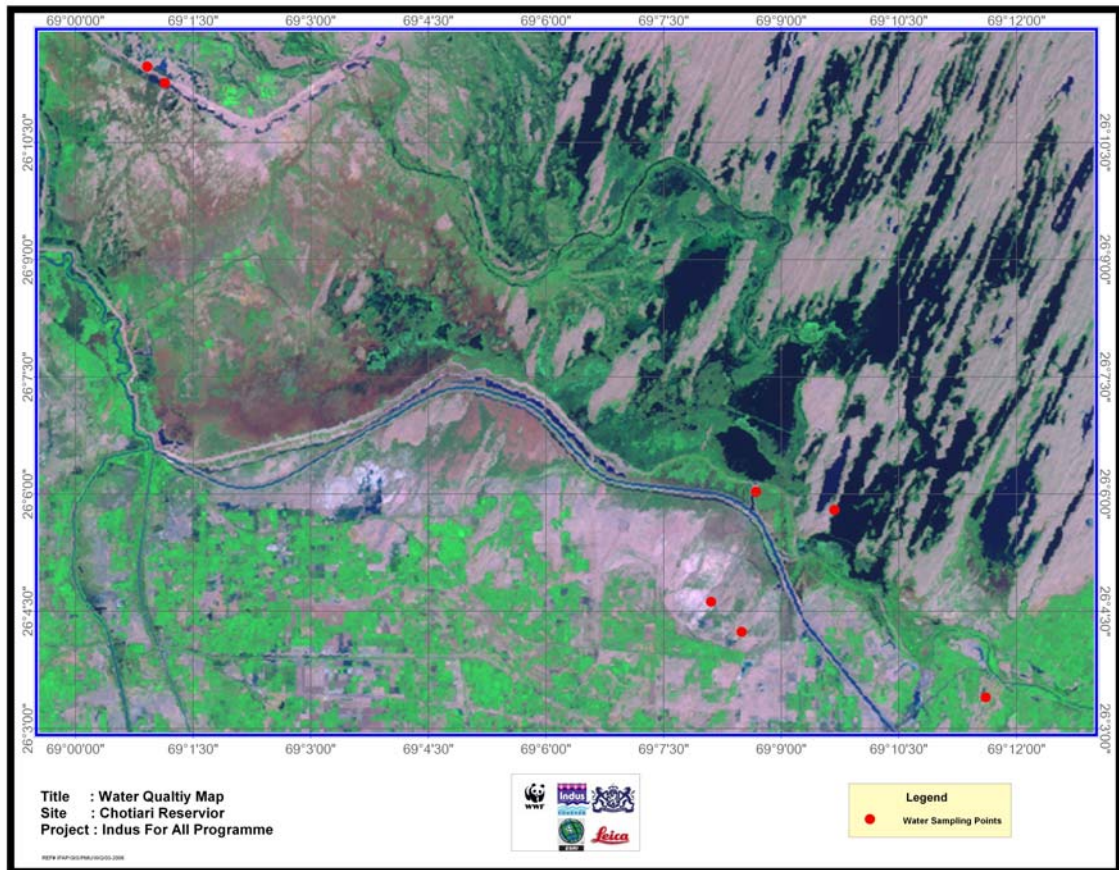 69°00'00" 69°1'30" 69°3'00" 69°4'30" 69°6'00" 69°7'30" 69°9'00" 69°10'30" 69°12'00"
26°10'30" 26°10'30"
26°9'00" 26°9'00"
26°7'30" 26°7'30"
26°6'00" 26°6'00"
26°4'30" 26°4'30"
26°3'00" 26°3'00"
69°00'00" 69°1'30" 69°3'00" 69°4'30" 69°6'00" 69°7'30" 69°9'00" 69°10'30" 69°12'00"
Title : Water Qualtiy Map
Site : Chotiari Reservior
Project : Indus For All Programme
WWF
Indus
Leica
Legend
Water Sampling Points